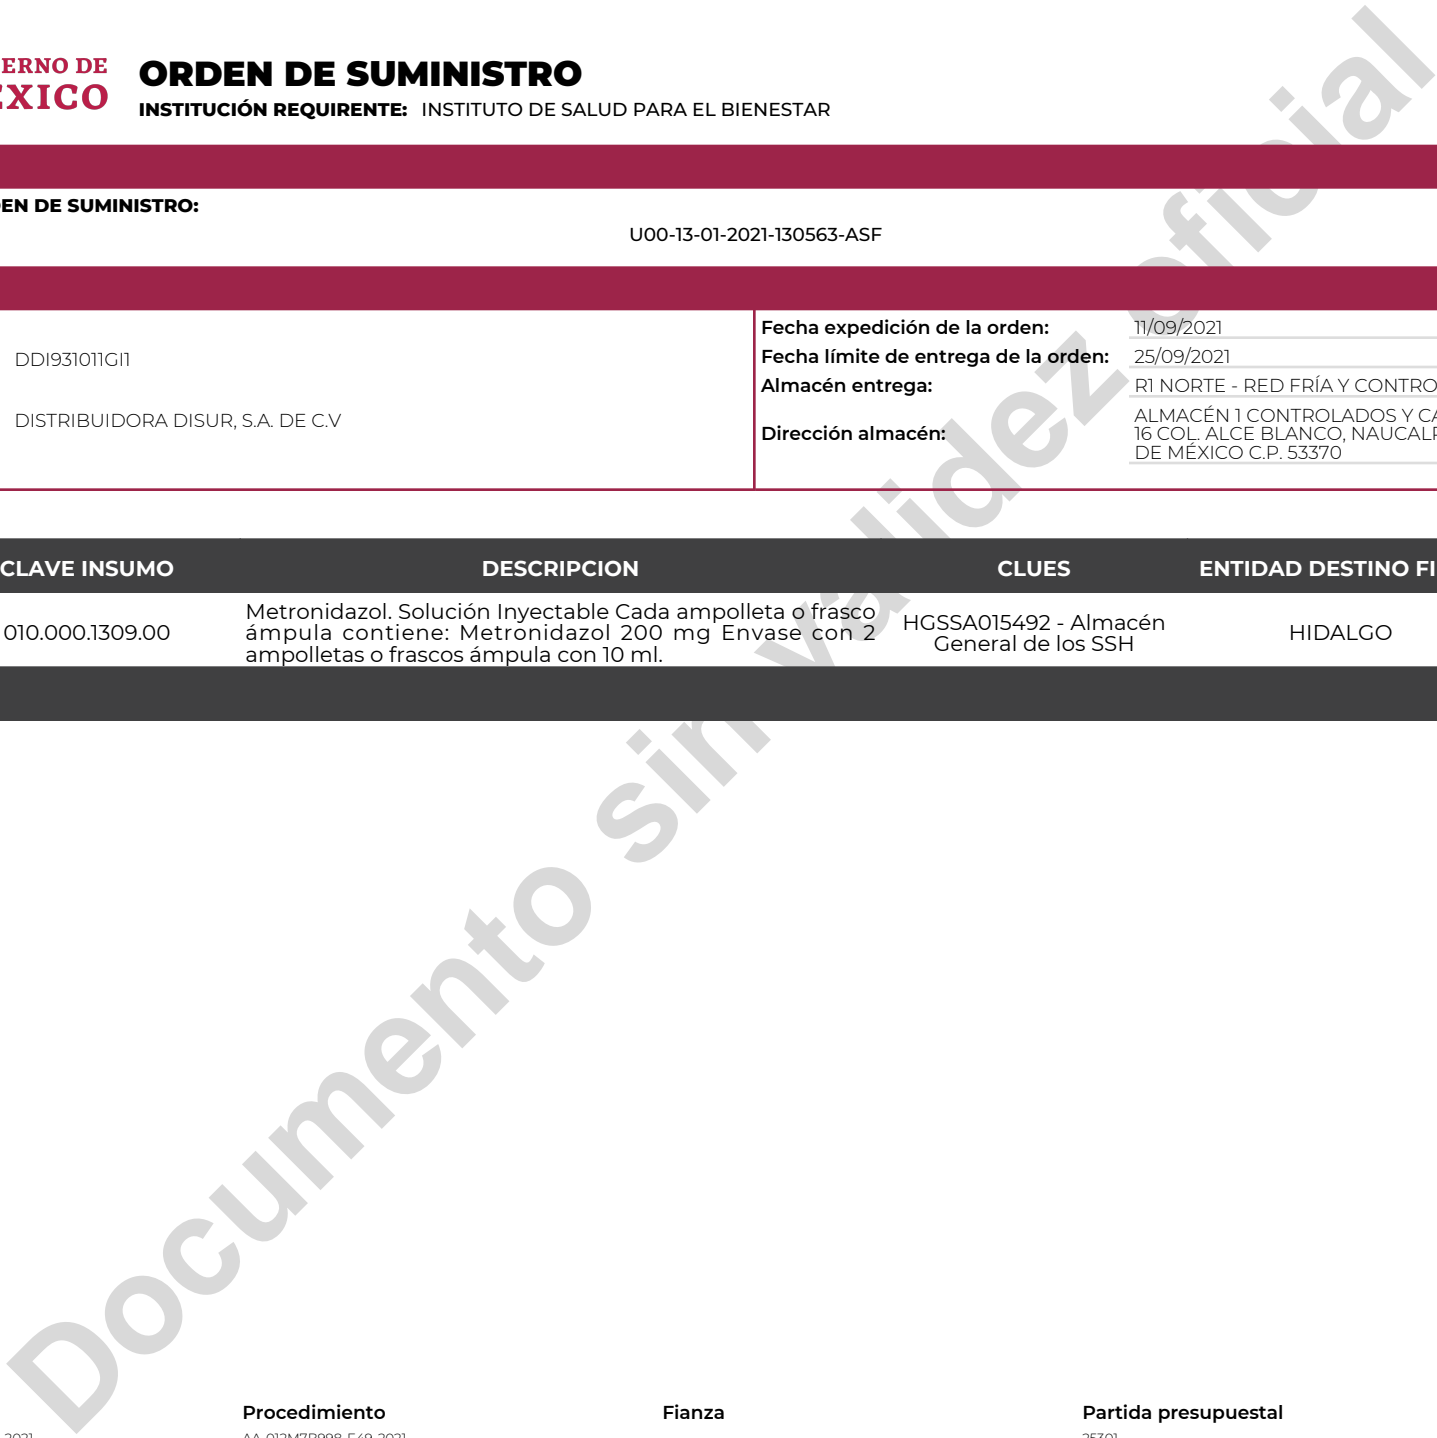 ERNO DE
ORDEN DE SUMINISTRO
INSTITUCIÓN REQUIRENTE: INSTITUTO DE SALUD PARA EL BIENESTAR
EN DE SUMINISTRO:
U00-13-01-2021-130563-ASF
DDI931011GI1
DISTRIBUIDORA DISUR, S.A. DE C.V
Fecha expedición de la orden: 11/09/2021
Fecha límite de entrega de la orden: 25/09/2021
Almacén entrega: R1 NORTE - RED FRÍA Y CONTRO
Dirección almacén: ALMACÉN 1 CONTROLADOS Y CA
16 COL. ALCE BLANCO, NAUCALP
DE MÉXICO C.P. 53370
CLAVE INSUMO DESCRIPCION CLUES ENTIDAD DESTINO FI
010.000.1309.00
Metronidazol. Solución Inyectable Cada ampolleta o frasco
ámpula contiene: Metronidazol 200 mg Envase con 2
ampolletas o frascos ámpula con 10 ml.
HGSSA015492 - Almacén
General de los SSH
HIDALGO
Documento sin validez oficial
Procedimiento Fianza Partida presupuestal